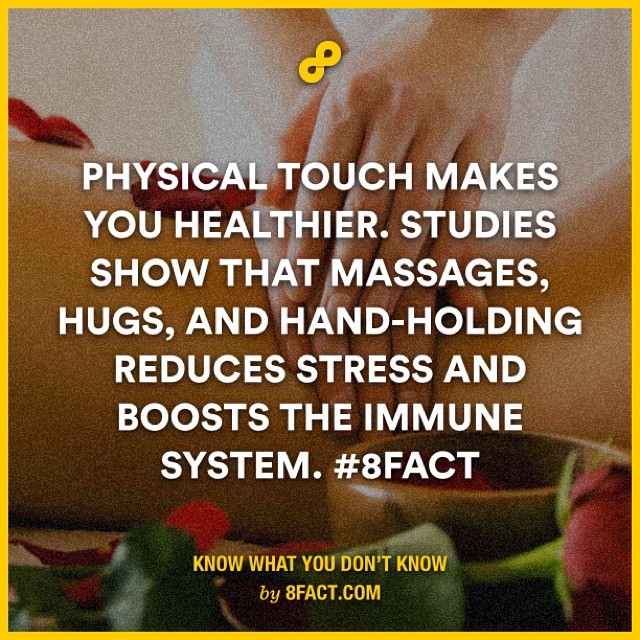 PHYSICAL TOUCH MAKES
YOU HEALTHIER. STUDIES
SHOW THAT MASSAGES,
HUGS, AND HAND-HOLDING
REDUCES STRESS AND
BOOSTS THE IMMUNE
SYSTEM. #8FACT
KNOW WHAT YOU DON'T KNOW
by 8FACT.COM